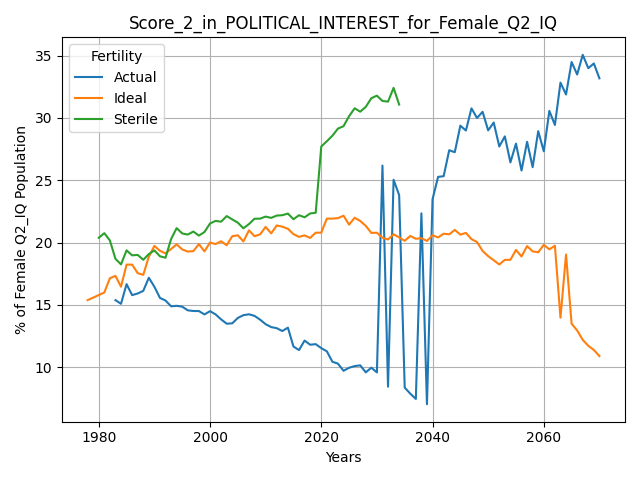 Score_2_in_POLITICAL_INTEREST_for_Female_Q2_IQ
Fertility
Actual
Ideal
Sterile
% of Female Q2_IQ Population
35
30
25
20
15
10
1980
2000
2020
2040
2060
Years